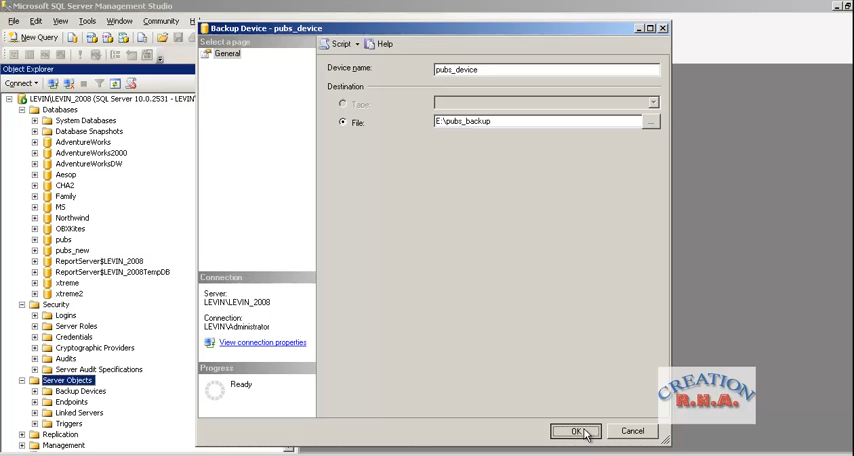 Microsoft SQL Server Management Studio
File Edit View Tools Window Community
New Query
Object Explorer
Connect
LEVIN\LEVIN_2008 (SQL Server 10.0.2531 - LEVIN
Databases
System Databases
Database Snapshots
AdventureWorks
AdventureWorks2000
AdventureWorksDW
Aesop
CHA2
Family
MS
Northwind
OBXKites
pubs
pubs_new
ReportServer$LEVIN_2008
ReportServer$LEVIN_2008TempDB
xtreme
xtreme2
Security
Logins
Server Roles
Credentials
Cryptographic Providers
Audits
Server Audit Specifications
Server Objects
Backup Devices
Endpoints
Linked Servers
Triggers
Replication
Management
Backup Device - pubs_device
Select a page
General
Script Help
Device name: pubs_device
Destination
Tape:
File: E:\pubs_backup
...
Connection
Server:
LEVIN\LEVIN_2008
Connection:
LEVIN\Administrator
View connection properties
Progress
Ready
OK Cancel
CREATION
R.N.A.